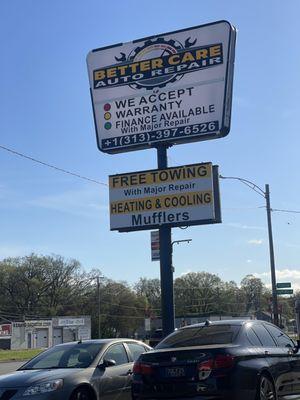 BETTER CARE
AUTO REPAIR
WE ACCEPT
WARRANTY
FINANCE AVAILABLE
With Major Repair
+1(313)-397-6526
FREE TOWING
With Major Repair
HEATING & COOLING
Mufflers